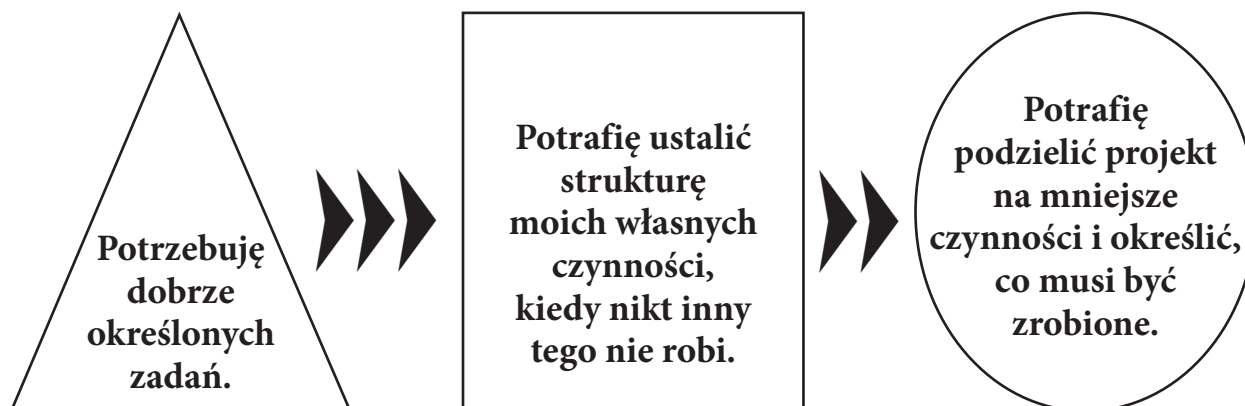 Potrzebuję
dobrze
określonych
zadań.
Potrafię ustalić
strukturę
moich własnych
czynności,
kiedy nikt inny
tego nie robi.
Potrafię
podzielić projekt
na mniejsze
czynności i określić,
co musi być
zrobione.